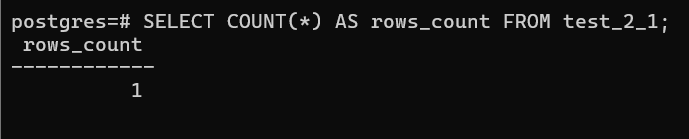 postgres=# SELECT COUNT(*) AS rows_count FROM test_2_1;
 rows_count
------------
          1